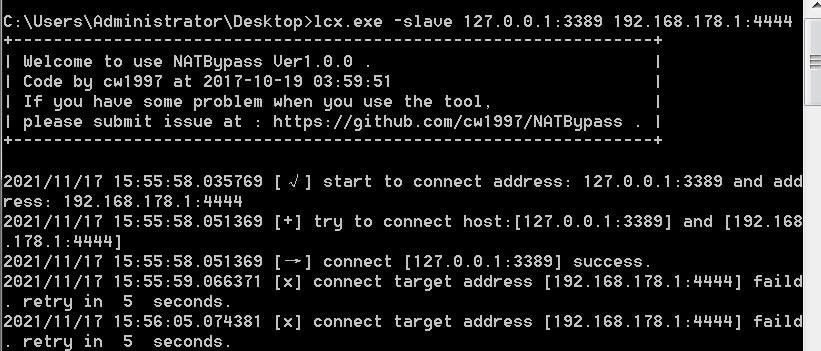 C:\Users\Administrator\Desktop>lcx.exe -slave 127.0.0.1:3389 192.168.178.1:4444
+----------------------------------------------------------------+
| Welcome to use NATBypass Ver1.0.0 . |
| Code by cw1997 at 2017-10-19 03:59:51 |
| If you have some problem when you use the tool, |
| please submit issue at : https://github.com/cw1997/NATBypass . |
+----------------------------------------------------------------+
2021/11/17 15:55:58.035769 [√] start to connect address: 127.0.0.1:3389 and add
ress: 192.168.178.1:4444
2021/11/17 15:55:58.051369 [+] try to connect host:[127.0.0.1:3389] and [192.168
.178.1:4444]
2021/11/17 15:55:58.051369 [→] connect [127.0.0.1:3389] success.
2021/11/17 15:55:59.066371 [x] connect target address [192.168.178.1:4444] faild
. retry in 5 seconds.
2021/11/17 15:56:05.074381 [x] connect target address [192.168.178.1:4444] faild
. retry in 5 seconds.